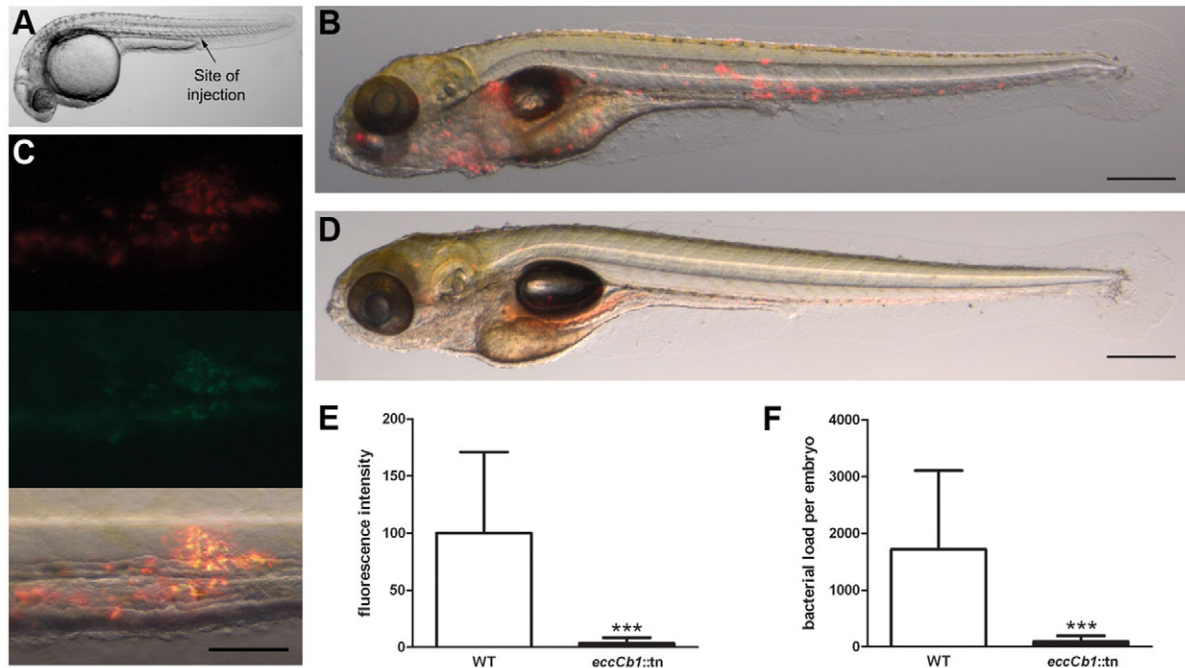 A
Site of
injection
B
C
D
E
fluorescence intensity
200
150
100
50
0
***
WT
eccCb1::tn
F
bacterial load per embryo
4000
3000
2000
1000
0
***
WT
eccCb1::tn